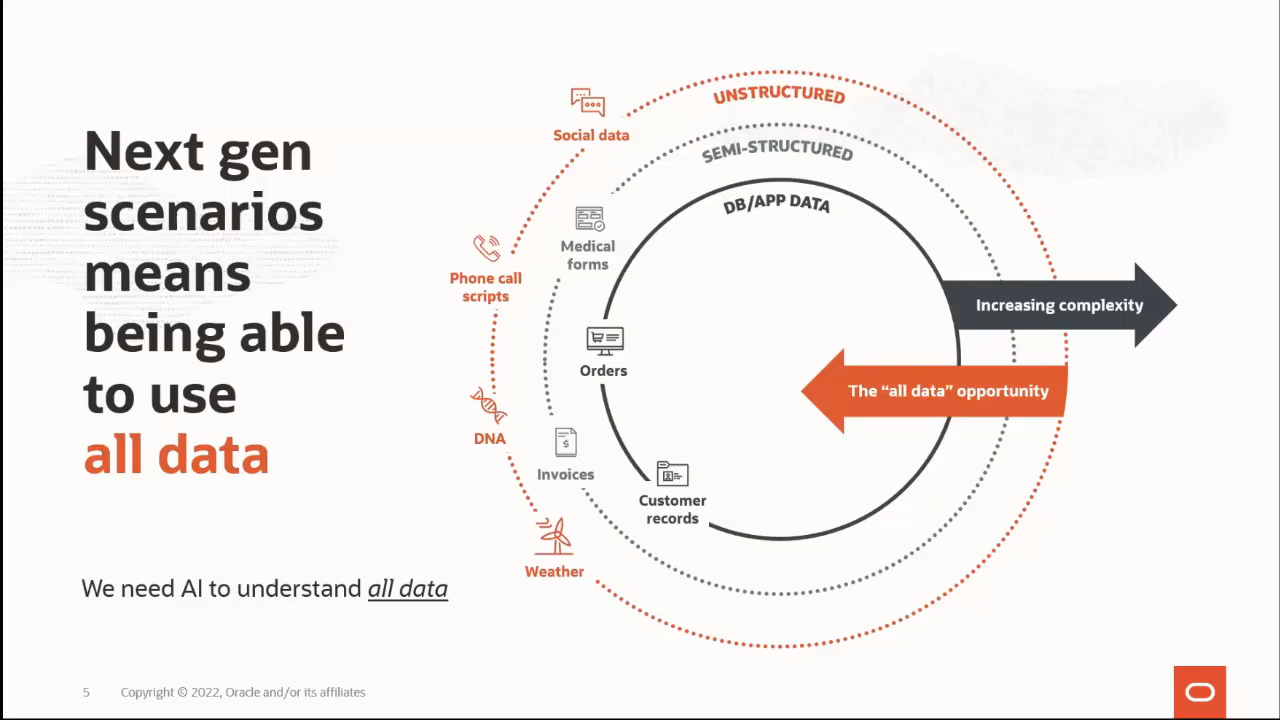 Next gen
scenarios
means
being able
to use
all data
We need AI to understand all data
UNSTRUCTURED
SEMI-STRUCTURED
DB/APP DATA
Social data
Medical
forms
Phone call
scripts
Orders
DNA
Invoices
Customer
records
Weather
Increasing complexity
The “all data” opportunity
5 Copyright © 2022, Oracle and/or its affiliates